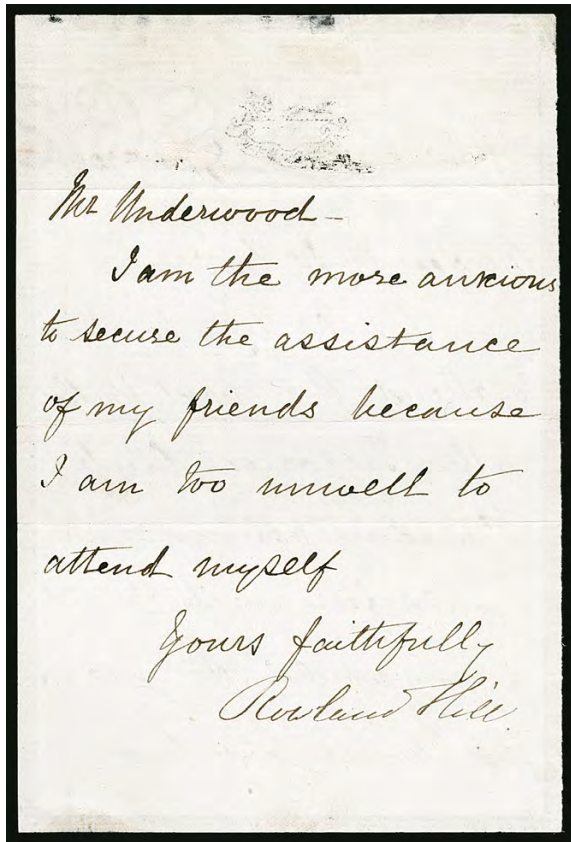 Mr Underwood –
I am the more anxious
to secure the assistance
of my friends because
I am too unwell to
attend myself
Yours faithfully
Rowland Hill